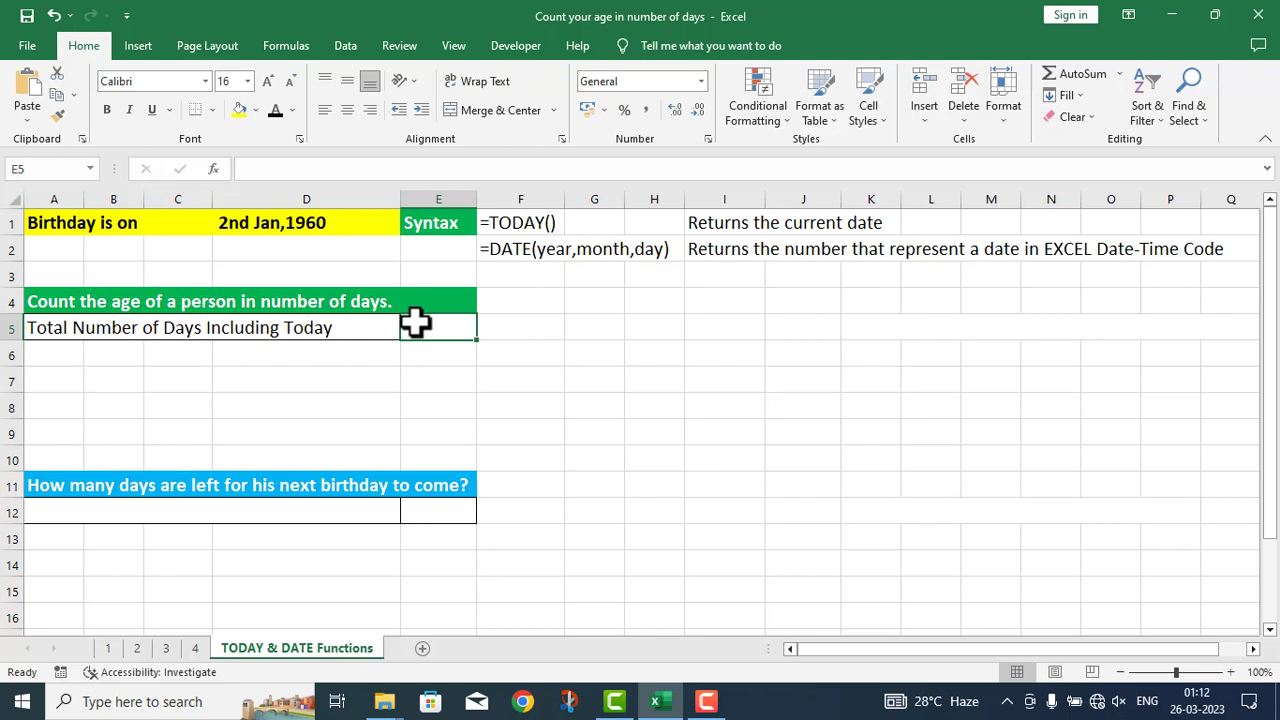 Count your age in number of days - Excel
Sign in
File Home Insert Page Layout Formulas Data Review View Developer Help Tell me what you want to do
Paste
Calibri 16
B I U A
Wrap Text
Merge & Center
General
Conditional Formatting
Format as Table
Cell Styles
Insert Delete Format
AutoSum
Fill
Clear
Sort & Filter
Find & Select
Clipboard Font Alignment Number Styles Cells Editing
E5 fx
A B C D E F G H I J K L M N O P Q
1 Birthday is on 2nd Jan,1960 Syntax =TODAY() Returns the current date
2 =DATE(year,month,day) Returns the number that represent a date in EXCEL Date-Time Code
3
4 Count the age of a person in number of days.
5 Total Number of Days Including Today
6
7
8
9
10
11 How many days are left for his next birthday to come?
12
13
14
15
16
1 2 3 4 TODAY & DATE Functions
Ready Accessibility: Investigate 100%
Type here to search 28°C Haze ENG 01:12
26-03-2023